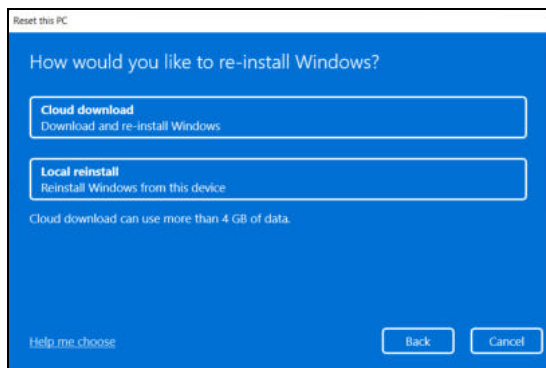 Reset this PC
How would you like to re-install Windows?
Cloud download
Download and re-install Windows
Local reinstall
Reinstall Windows from this device
Cloud download can use more than 4 GB of data.
Help me choose
Back
Cancel